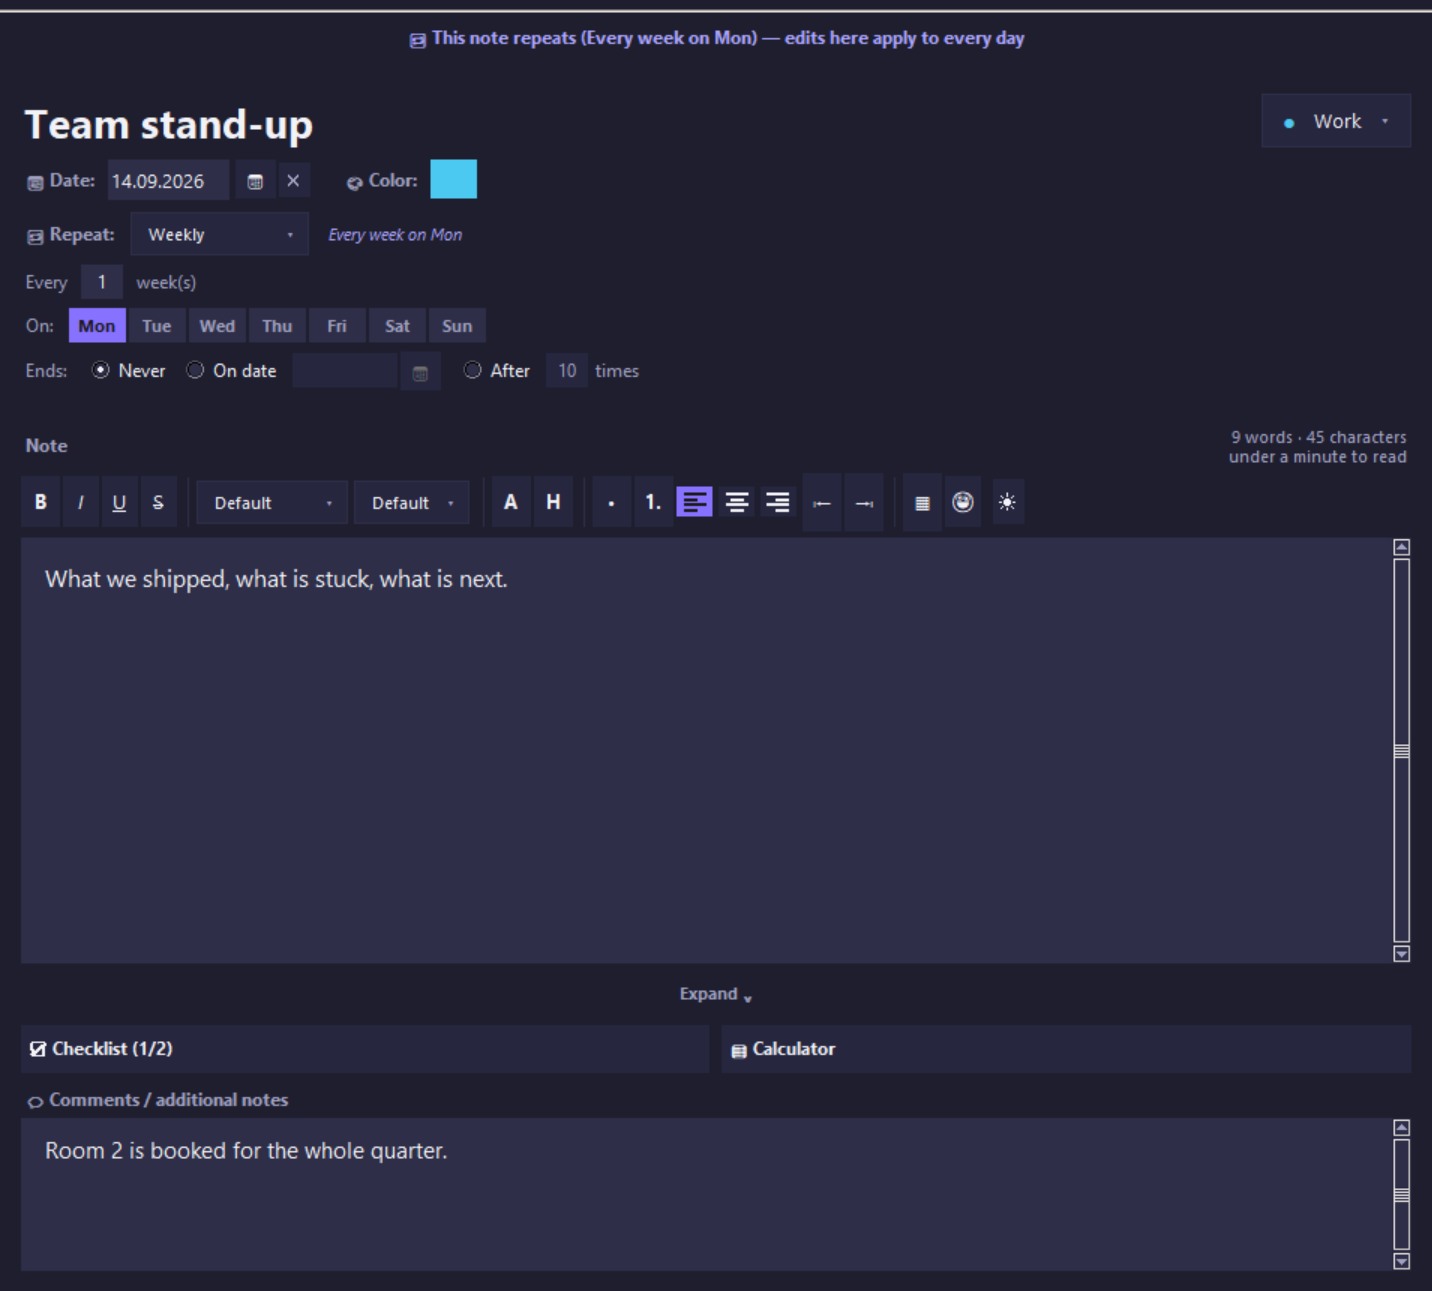 This note repeats (Every week on Mon) — edits here apply to every day
Team stand-up
Work
Date: 14.09.2026 Color:
Repeat: Weekly Every week on Mon
Every 1 week(s)
On: Mon Tue Wed Thu Fri Sat Sun
Ends: Never On date After 10 times
Note
9 words · 45 characters
under a minute to read
B I U S Default Default A H • 1.
What we shipped, what is stuck, what is next.
Expand
Checklist (1/2) Calculator
Comments / additional notes
Room 2 is booked for the whole quarter.